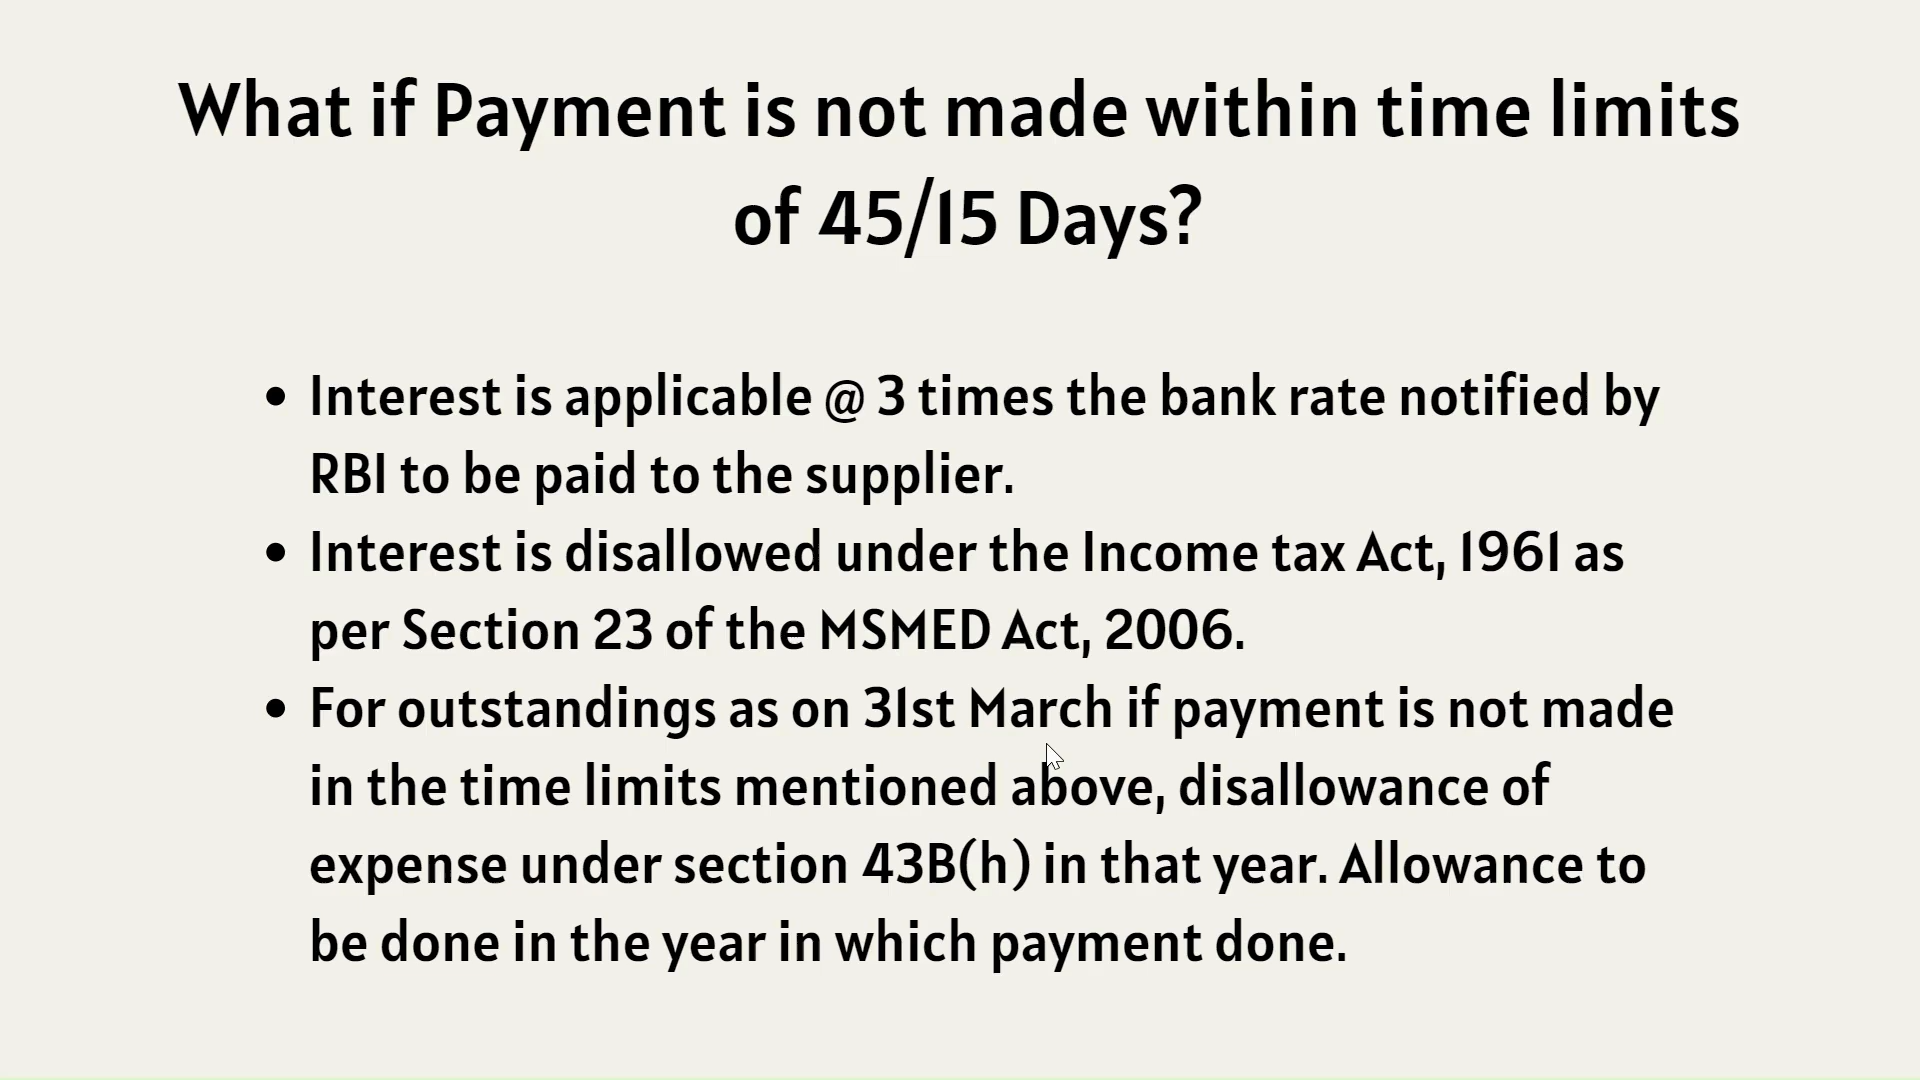 What if Payment is not made within time limits
of 45/15 Days?
• Interest is applicable @ 3 times the bank rate notified by
RBI to be paid to the supplier.
• Interest is disallowed under the Income tax Act, 1961 as
per Section 23 of the MSMED Act, 2006.
• For outstandings as on 31st March if payment is not made
in the time limits mentioned above, disallowance of
expense under section 43B(h) in that year. Allowance to
be done in the year in which payment done.